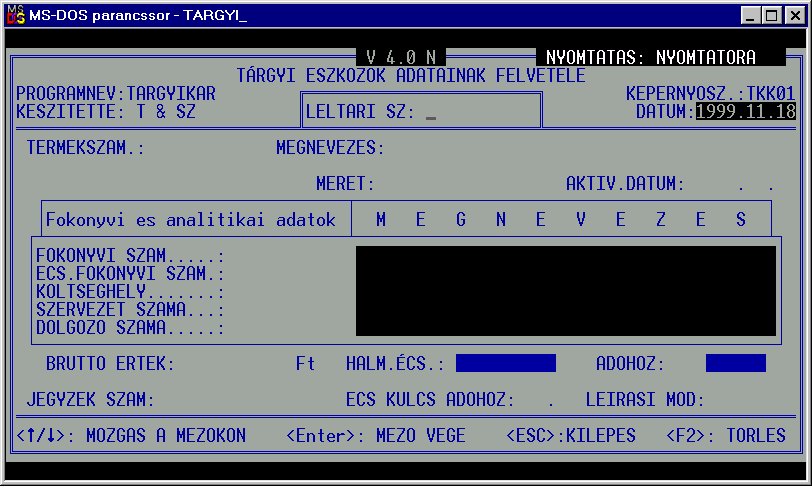 MS-DOS parancssor - TARGYI_
V 4.0 N NYOMTATAS: NYOMTATORA
TÁRGYI ESZKOZOK ADATAINAK FELVETELE
PROGRAMNEV:TARGYIKAR KEPERNYOSZ.:TKK01
KESZITETTE: T & SZ LELTARI SZ: _ DATUM:1999.11.18
TERMEKSZAM.: MEGNEVEZES:
MERET: AKTIV.DATUM: . .
Fokonyvi es analitikai adatok M E G N E V E Z E S
FOKONYVI SZAM.....:
ECS.FOKONYVI SZAM.:
KOLTSEGHELY.......:
SZERVEZET SZAMA...:
DOLGOZO SZAMA.....:
BRUTTO ERTEK: Ft HALM.ÉCS.: ADOHOZ:
JEGYZEK SZAM: ECS KULCS ADOHOZ: . LEIRASI MOD:
<↑/↓>: MOZGAS A MEZOKON <Enter>: MEZO VEGE <ESC>:KILEPES <F2>: TORLES